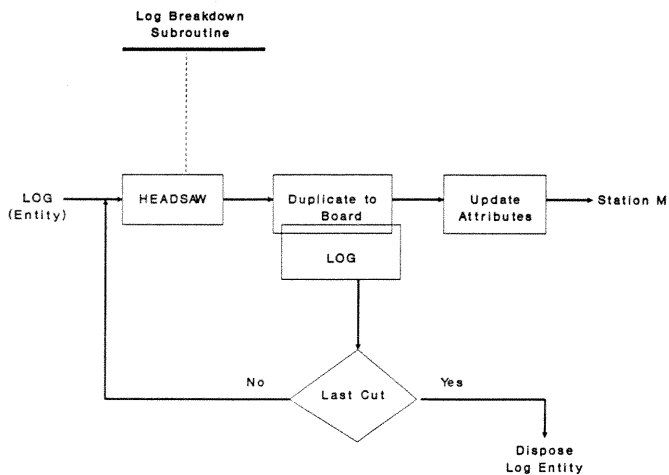 Log Breakdown
Subroutine
LOG
(Entity)
HEADSAW
Duplicate to
Board
Update
Attributes
Station M
LOG
No
Last Cut
Yes
Dispose
Log Entity